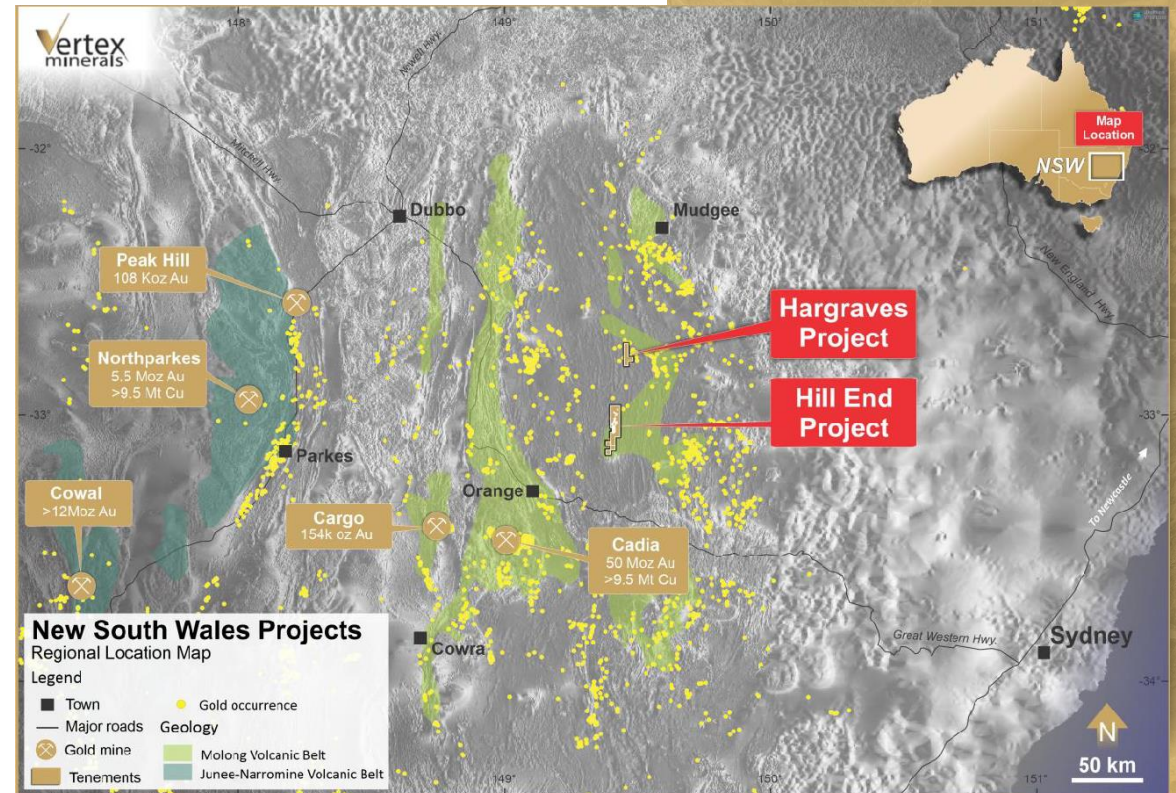 Vertex
minerals
148°
149°
150°
Newell Hwy.
Map
Location
NSW
-32°
-32°
Mitchell Hwy.
Dubbo
Mudgee
New England Hwy.
Peak Hill
108 Koz Au
Hargraves
Project
Northparkes
5.5 Moz Au
>9.5 Mt Cu
Hill End
Project
-33°
-33°
Parkes
Cowal
>12Moz Au
Orange
Cargo
154k oz Au
Cadia
50 Moz Au
>9.5 Mt Cu
To Newcastle
Cowra
Great Western Hwy.
Sydney
-34°
New South Wales Projects
Regional Location Map
Legend
Town
Gold occurrence
Major roads
Geology
Gold mine
Molong Volcanic Belt
Tenements
Junee-Narromine Volcanic Belt
149°
150°
151°
N
50 km